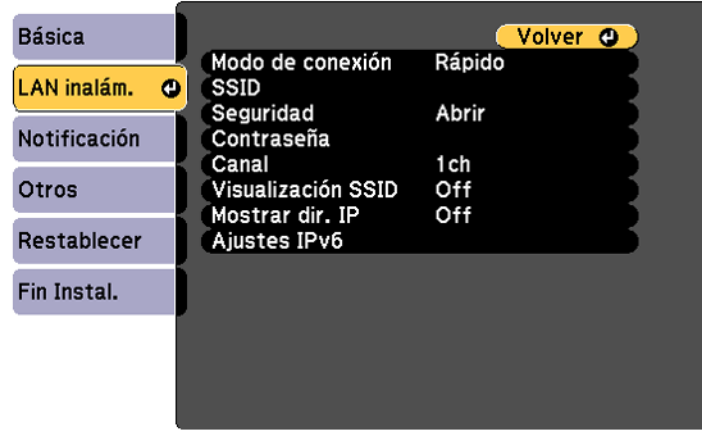 Básica
LAN inalám.
Notificación
Otros
Restablecer
Fin Instal.
Volver
Modo de conexión Rápido
SSID
Seguridad Abrir
Contraseña
Canal 1ch
Visualización SSID Off
Mostrar dir. IP Off
Ajustes IPv6